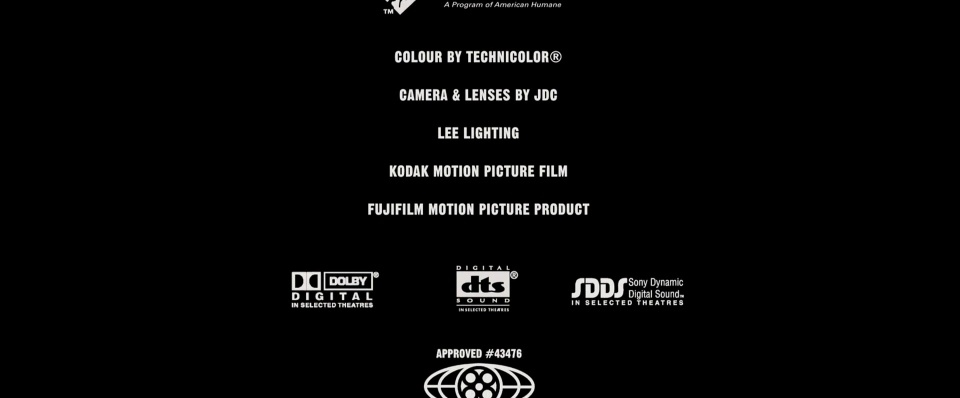 ™
A Program of American Humane
COLOUR BY TECHNICOLOR®
CAMERA & LENSES BY JDC
LEE LIGHTING
KODAK MOTION PICTURE FILM
FUJIFILM MOTION PICTURE PRODUCT
DOLBY®
DIGITAL
IN SELECTED THEATRES
DIGITAL
dts®
SOUND
IN SELECTED THEATRES
SDDS Sony Dynamic
Digital Sound™
IN SELECTED THEATRES
APPROVED #43476